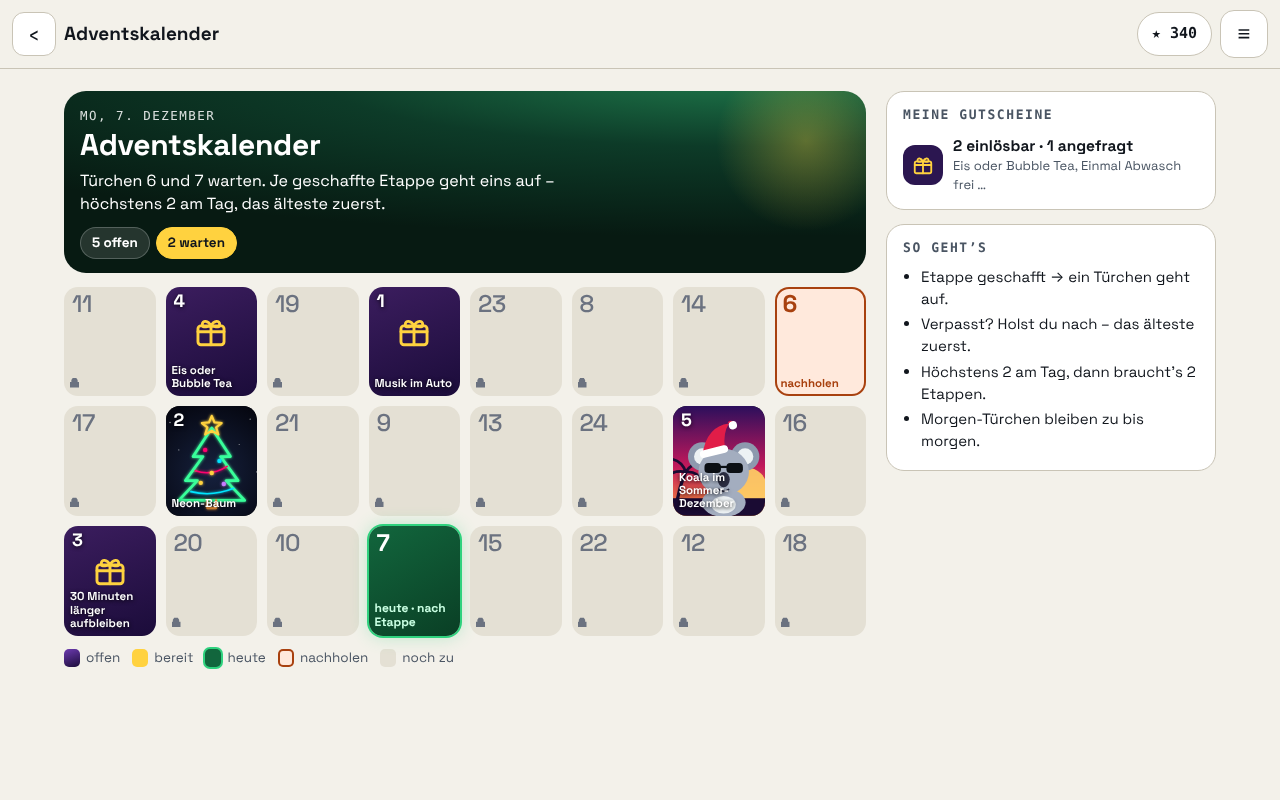 < Adventskalender
★ 340
≡
MO, 7. DEZEMBER
Adventskalender
Türchen 6 und 7 warten. Je geschaffte Etappe geht eins auf –
höchstens 2 am Tag, das älteste zuerst.
5 offen 2 warten
11 4 19 1 23 8 14 6
Eis oder
Bubble Tea
Musik im Auto
nachholen
17 2 21 9 13 24 5 16
Neon-Baum
Koala im
Sommer-
Dezember
3 20 10 7 15 22 12 18
30 Minuten
länger
aufbleiben
heute · nach
Etappe
offen bereit heute nachholen noch zu
MEINE GUTSCHEINE
2 einlösbar · 1 angefragt
Eis oder Bubble Tea, Einmal Abwasch
frei …
SO GEHT’S
• Etappe geschafft → ein Türchen geht
auf.
• Verpasst? Holst du nach – das älteste
zuerst.
• Höchstens 2 am Tag, dann braucht’s 2
Etappen.
• Morgen-Türchen bleiben zu bis
morgen.